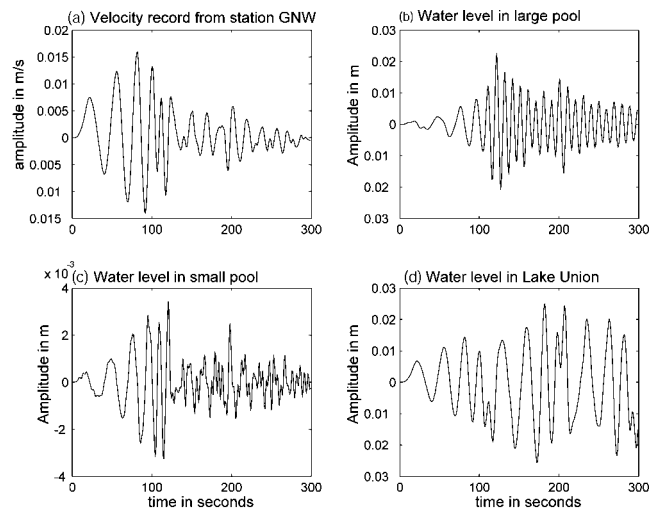 (a) Velocity record from station GNW
0.02
0.015
0.01
0.005
0
0.005
0.01
0.015
amplitude in m/s
0 100 200 300
(b) Water level in large pool
0.03
0.02
0.01
0
0.01
0.02
0.03
Amplitude in m
0 100 200 300
(c) Water level in small pool
x 10⁻³
4
2
0
-2
-4
Amplitude in m
0 100 200 300
time in seconds
(d) Water level in Lake Union
0.03
0.02
0.01
0
0.01
0.02
0.03
Amplitude in m
0 100 200 300
time in seconds